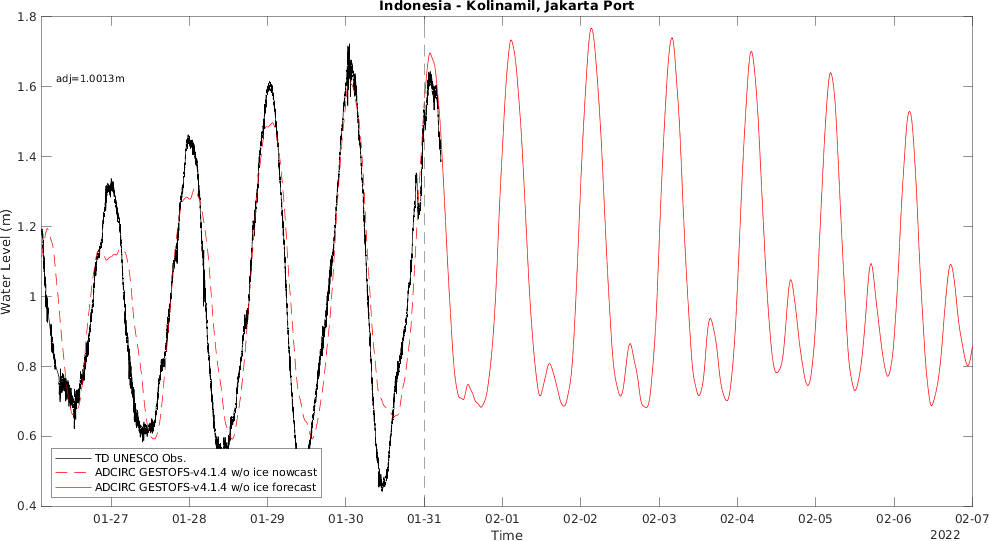 Indonesia - Kolinamil, Jakarta Port
1.8
1.6
1.4
1.2
1
0.8
0.6
0.4
Water Level (m)
adj=1.0013m
TD UNESCO Obs.
ADCIRC GESTOFS-v4.1.4 w/o ice nowcast
ADCIRC GESTOFS-v4.1.4 w/o ice forecast
01-27 01-28 01-29 01-30 01-31 02-01 02-02 02-03 02-04 02-05 02-06 02-07
Time
2022